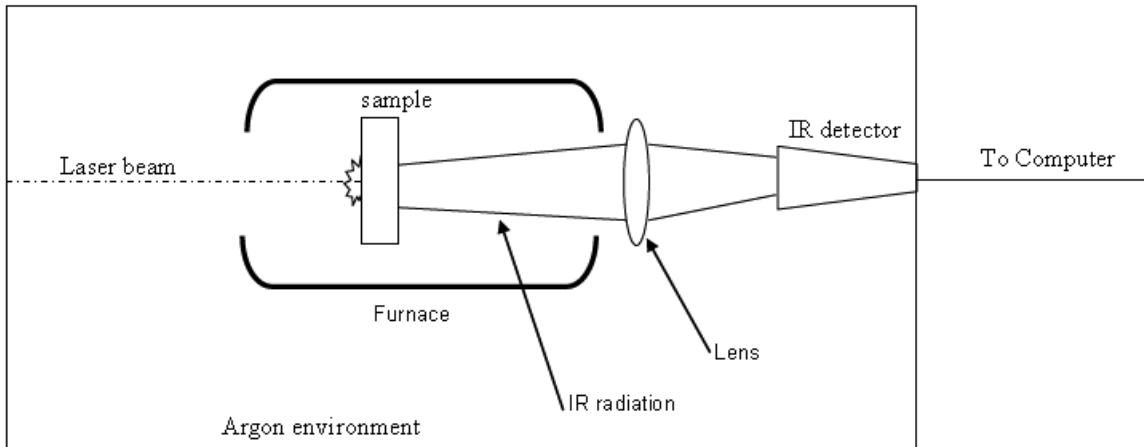 sample
IR detector
To Computer
Laser beam
Furnace
Lens
IR radiation
Argon environment